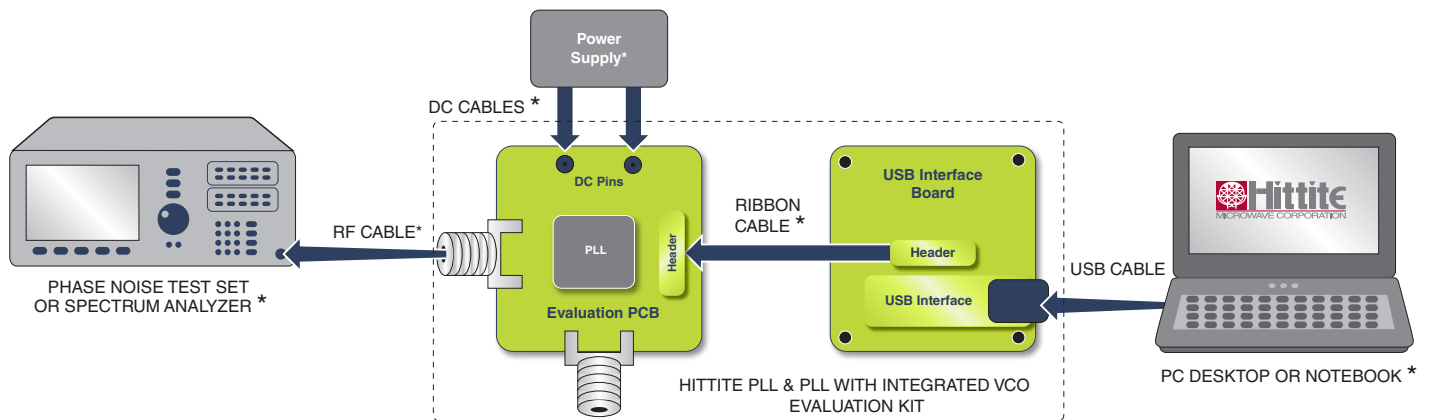 Power
Supply*
DC CABLES *
DC Pins
PLL
Header
Evaluation PCB
RF CABLE*
PHASE NOISE TEST SET
OR SPECTRUM ANALYZER *
RIBBON
CABLE *
USB Interface
Board
Header
USB Interface
USB CABLE
Hittite
MICROWAVE CORPORATION
PC DESKTOP OR NOTEBOOK *
HITTITE PLL & PLL WITH INTEGRATED VCO
EVALUATION KIT